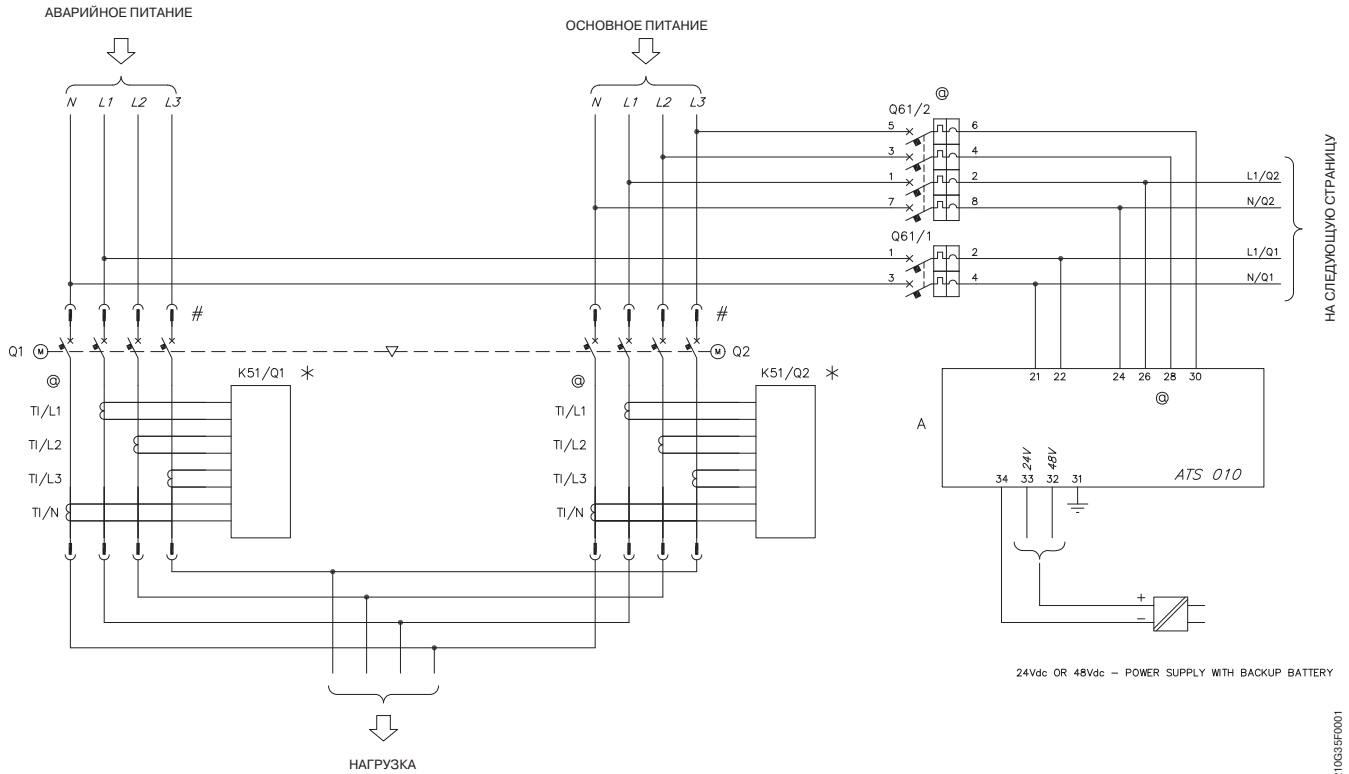 АВАРИЙНОЕ ПИТАНИЕ
ОСНОВНОЕ ПИТАНИЕ
N L1 L2 L3
N L1 L2 L3
@
Q61/2
5 6
3 4
1 2 L1/Q2
7 8 N/Q2
Q61/1
1 2 L1/Q1
3 4 N/Q1
НА СЛЕДУЮЩУЮ СТРАНИЦУ
# #
Q1 M M Q2
@ K51/Q1 *
@ K51/Q2 *
TI/L1 TI/L1
TI/L2 TI/L2
TI/L3 TI/L3
TI/N TI/N
21 22 24 26 28 30
@
A
24V 48V
ATS 010
34 33 32 31
+
−
24Vdc OR 48Vdc – POWER SUPPLY WITH BACKUP BATTERY
НАГРУЗКА
210G35F0001